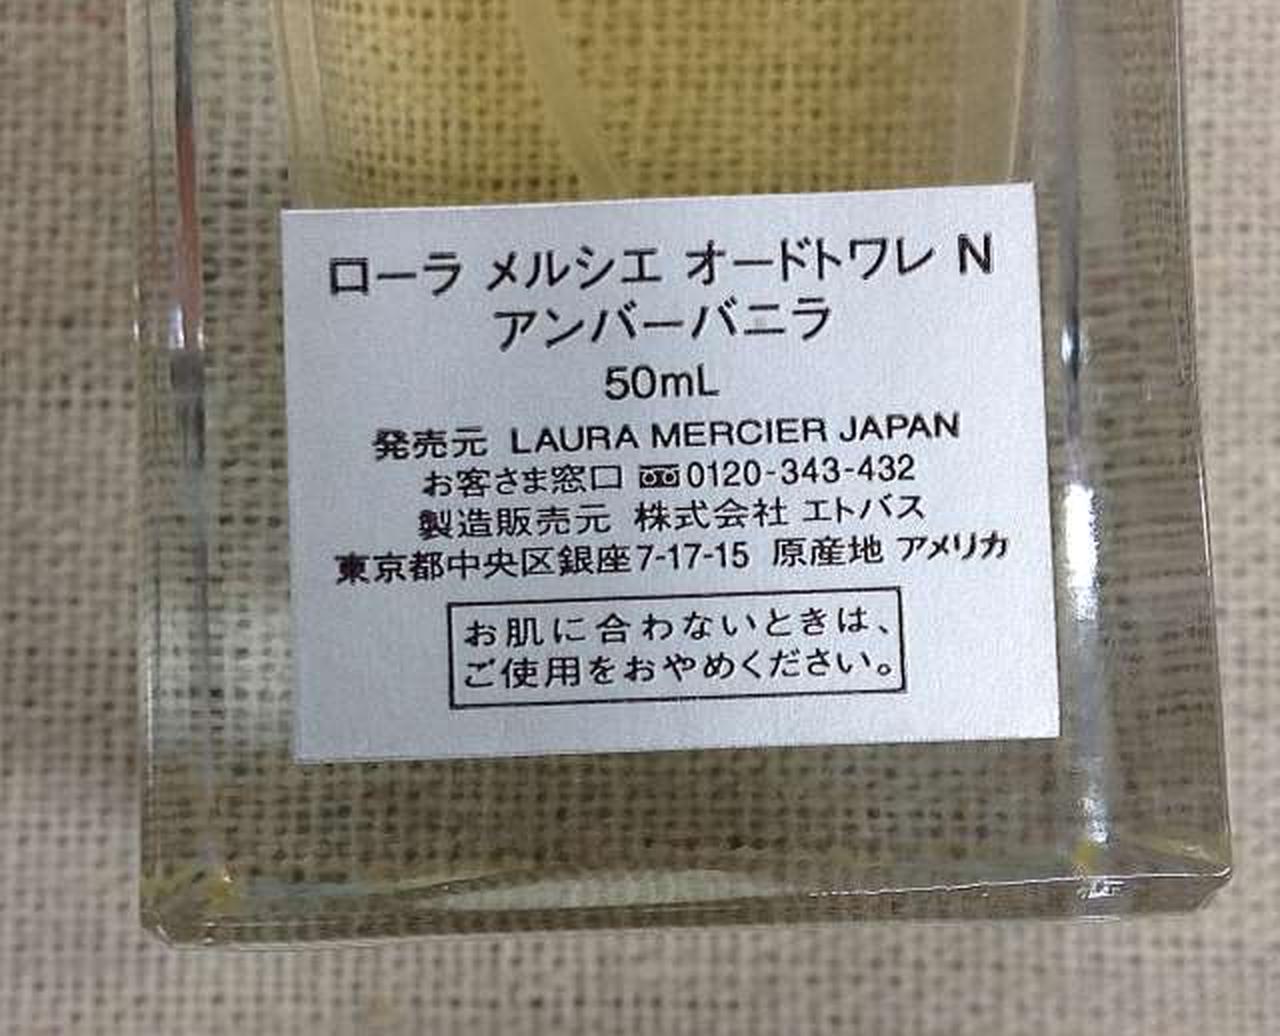 ローラ メルシエ オードトワレ N
アンバーバニラ
50mL
発売元 LAURA MERCIER JAPAN
お客さま窓口 0120-343-432
製造販売元 株式会社 エトバス
東京都中央区銀座7-17-15 原産地 アメリカ
お肌に合わないときは、
ご使用をおやめください。